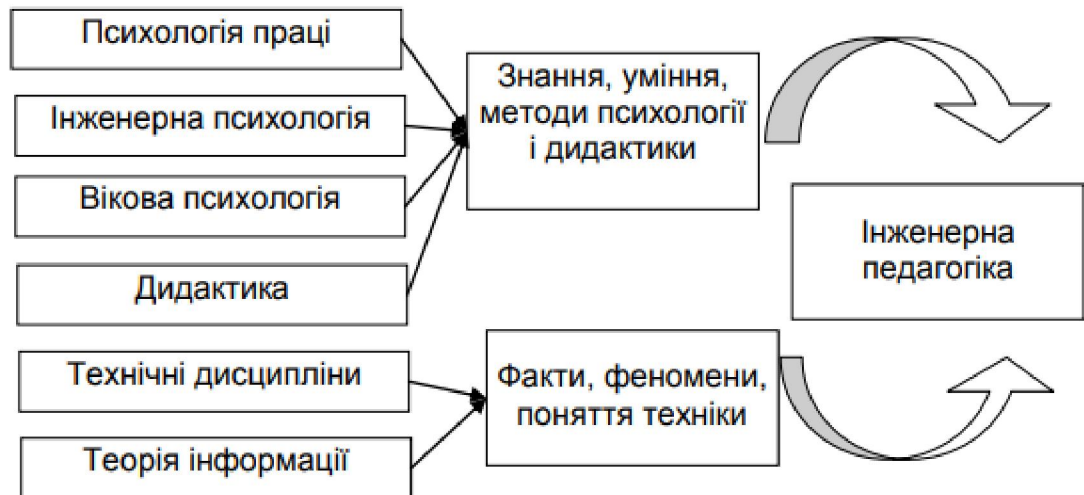 Психологія праці
Інженерна психологія
Вікова психологія
Дидактика
Технічні дисципліни
Теорія інформації
Знання, уміння,
методи психології
і дидактики
Факти, феномени,
поняття техніки
Інженерна
педагогіка